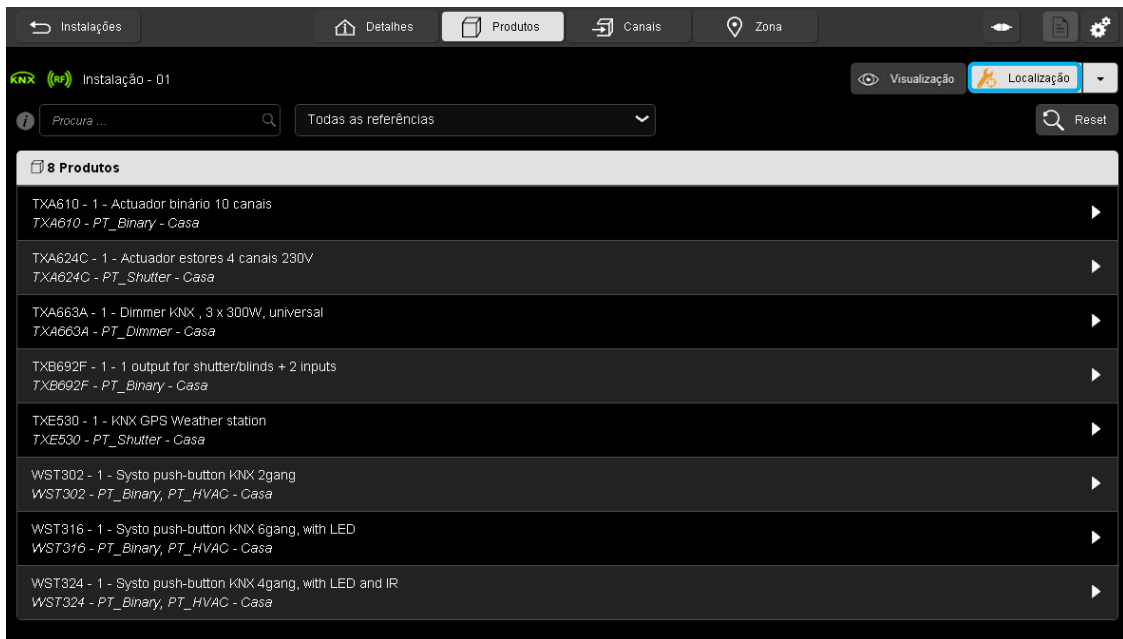 Instalações
Detalhes
Produtos
Canais
Zona
KNX ((RF)) Instalação - 01
Visualização
Localização
Procura ...
Todas as referências
Reset
8 Produtos
TXA610 - 1 - Actuador binário 10 canais
TXA610 - PT_Binary - Casa
TXA624C - 1 - Actuador estores 4 canais 230V
TXA624C - PT_Shutter - Casa
TXA663A - 1 - Dimmer KNX , 3 x 300W, universal
TXA663A - PT_Dimmer - Casa
TXB692F - 1 - 1 output for shutter/blinds + 2 inputs
TXB692F - PT_Binary - Casa
TXE530 - 1 - KNX GPS Weather station
TXE530 - PT_Shutter - Casa
WST302 - 1 - Systo push-button KNX 2gang
WST302 - PT_Binary, PT_HVAC - Casa
WST316 - 1 - Systo push-button KNX 6gang, with LED
WST316 - PT_Binary, PT_HVAC - Casa
WST324 - 1 - Systo push-button KNX 4gang, with LED and IR
WST324 - PT_Binary, PT_HVAC - Casa